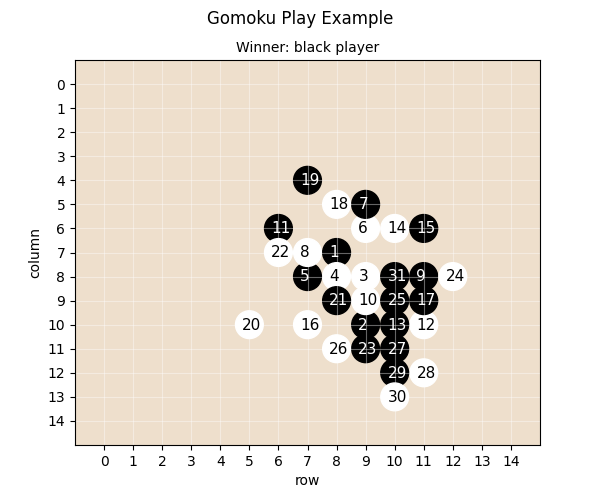 Gomoku Play Example
Winner: black player
0
1
2
3
4 19
5 18 7
6 11 6 14 15
7 22 8 1
8 5 4 3 31 9 24
9 21 10 25 17
10 20 16 2 13 12
11 26 23 27
12 29 28
13 30
14
column
0 1 2 3 4 5 6 7 8 9 10 11 12 13 14
row